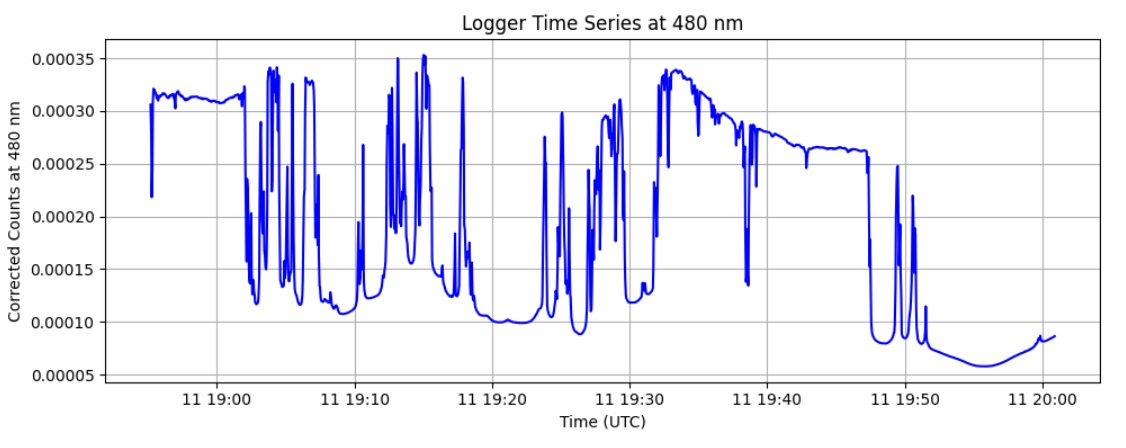 Logger Time Series at 480 nm
Corrected Counts at 480 nm
0.00035
0.00030
0.00025
0.00020
0.00015
0.00010
0.00005
11 19:00 11 19:10 11 19:20 11 19:30 11 19:40 11 19:50 11 20:00
Time (UTC)